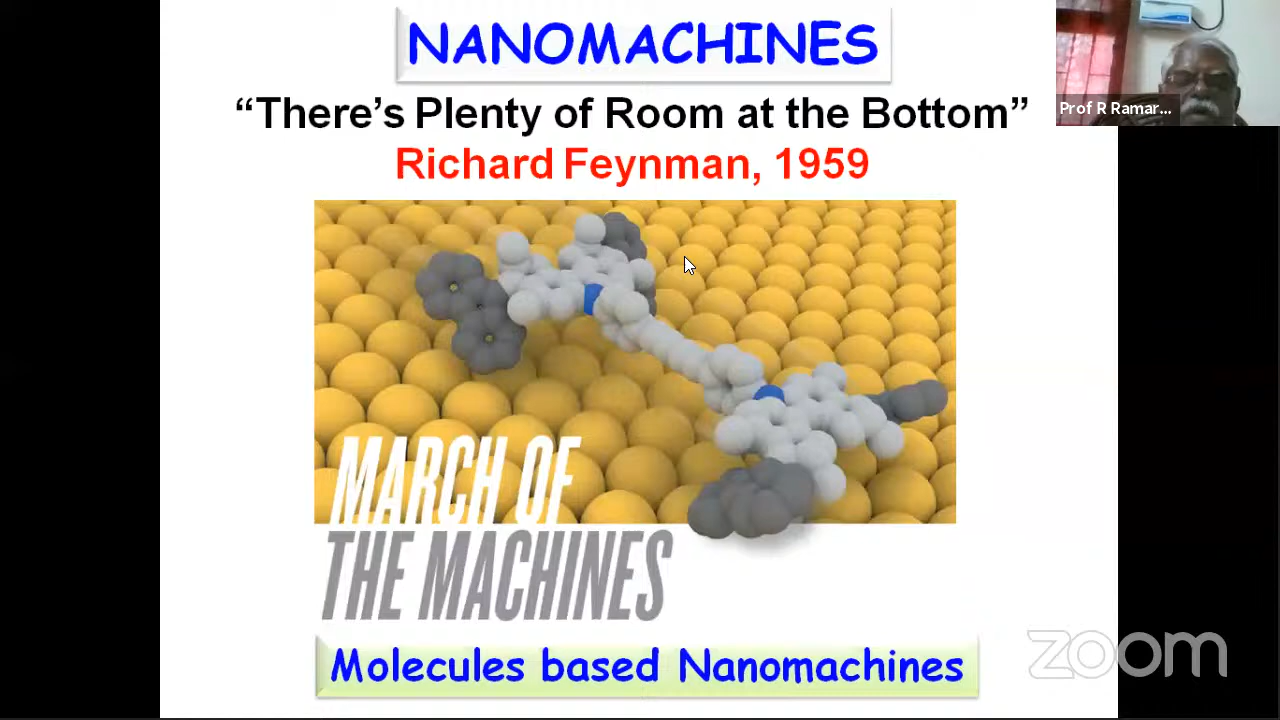 NANOMACHINES
“There’s Plenty of Room at the Bottom”
Richard Feynman, 1959
Prof R Ramar...
MARCH OF
THE MACHINES
Molecules based Nanomachines
zoom